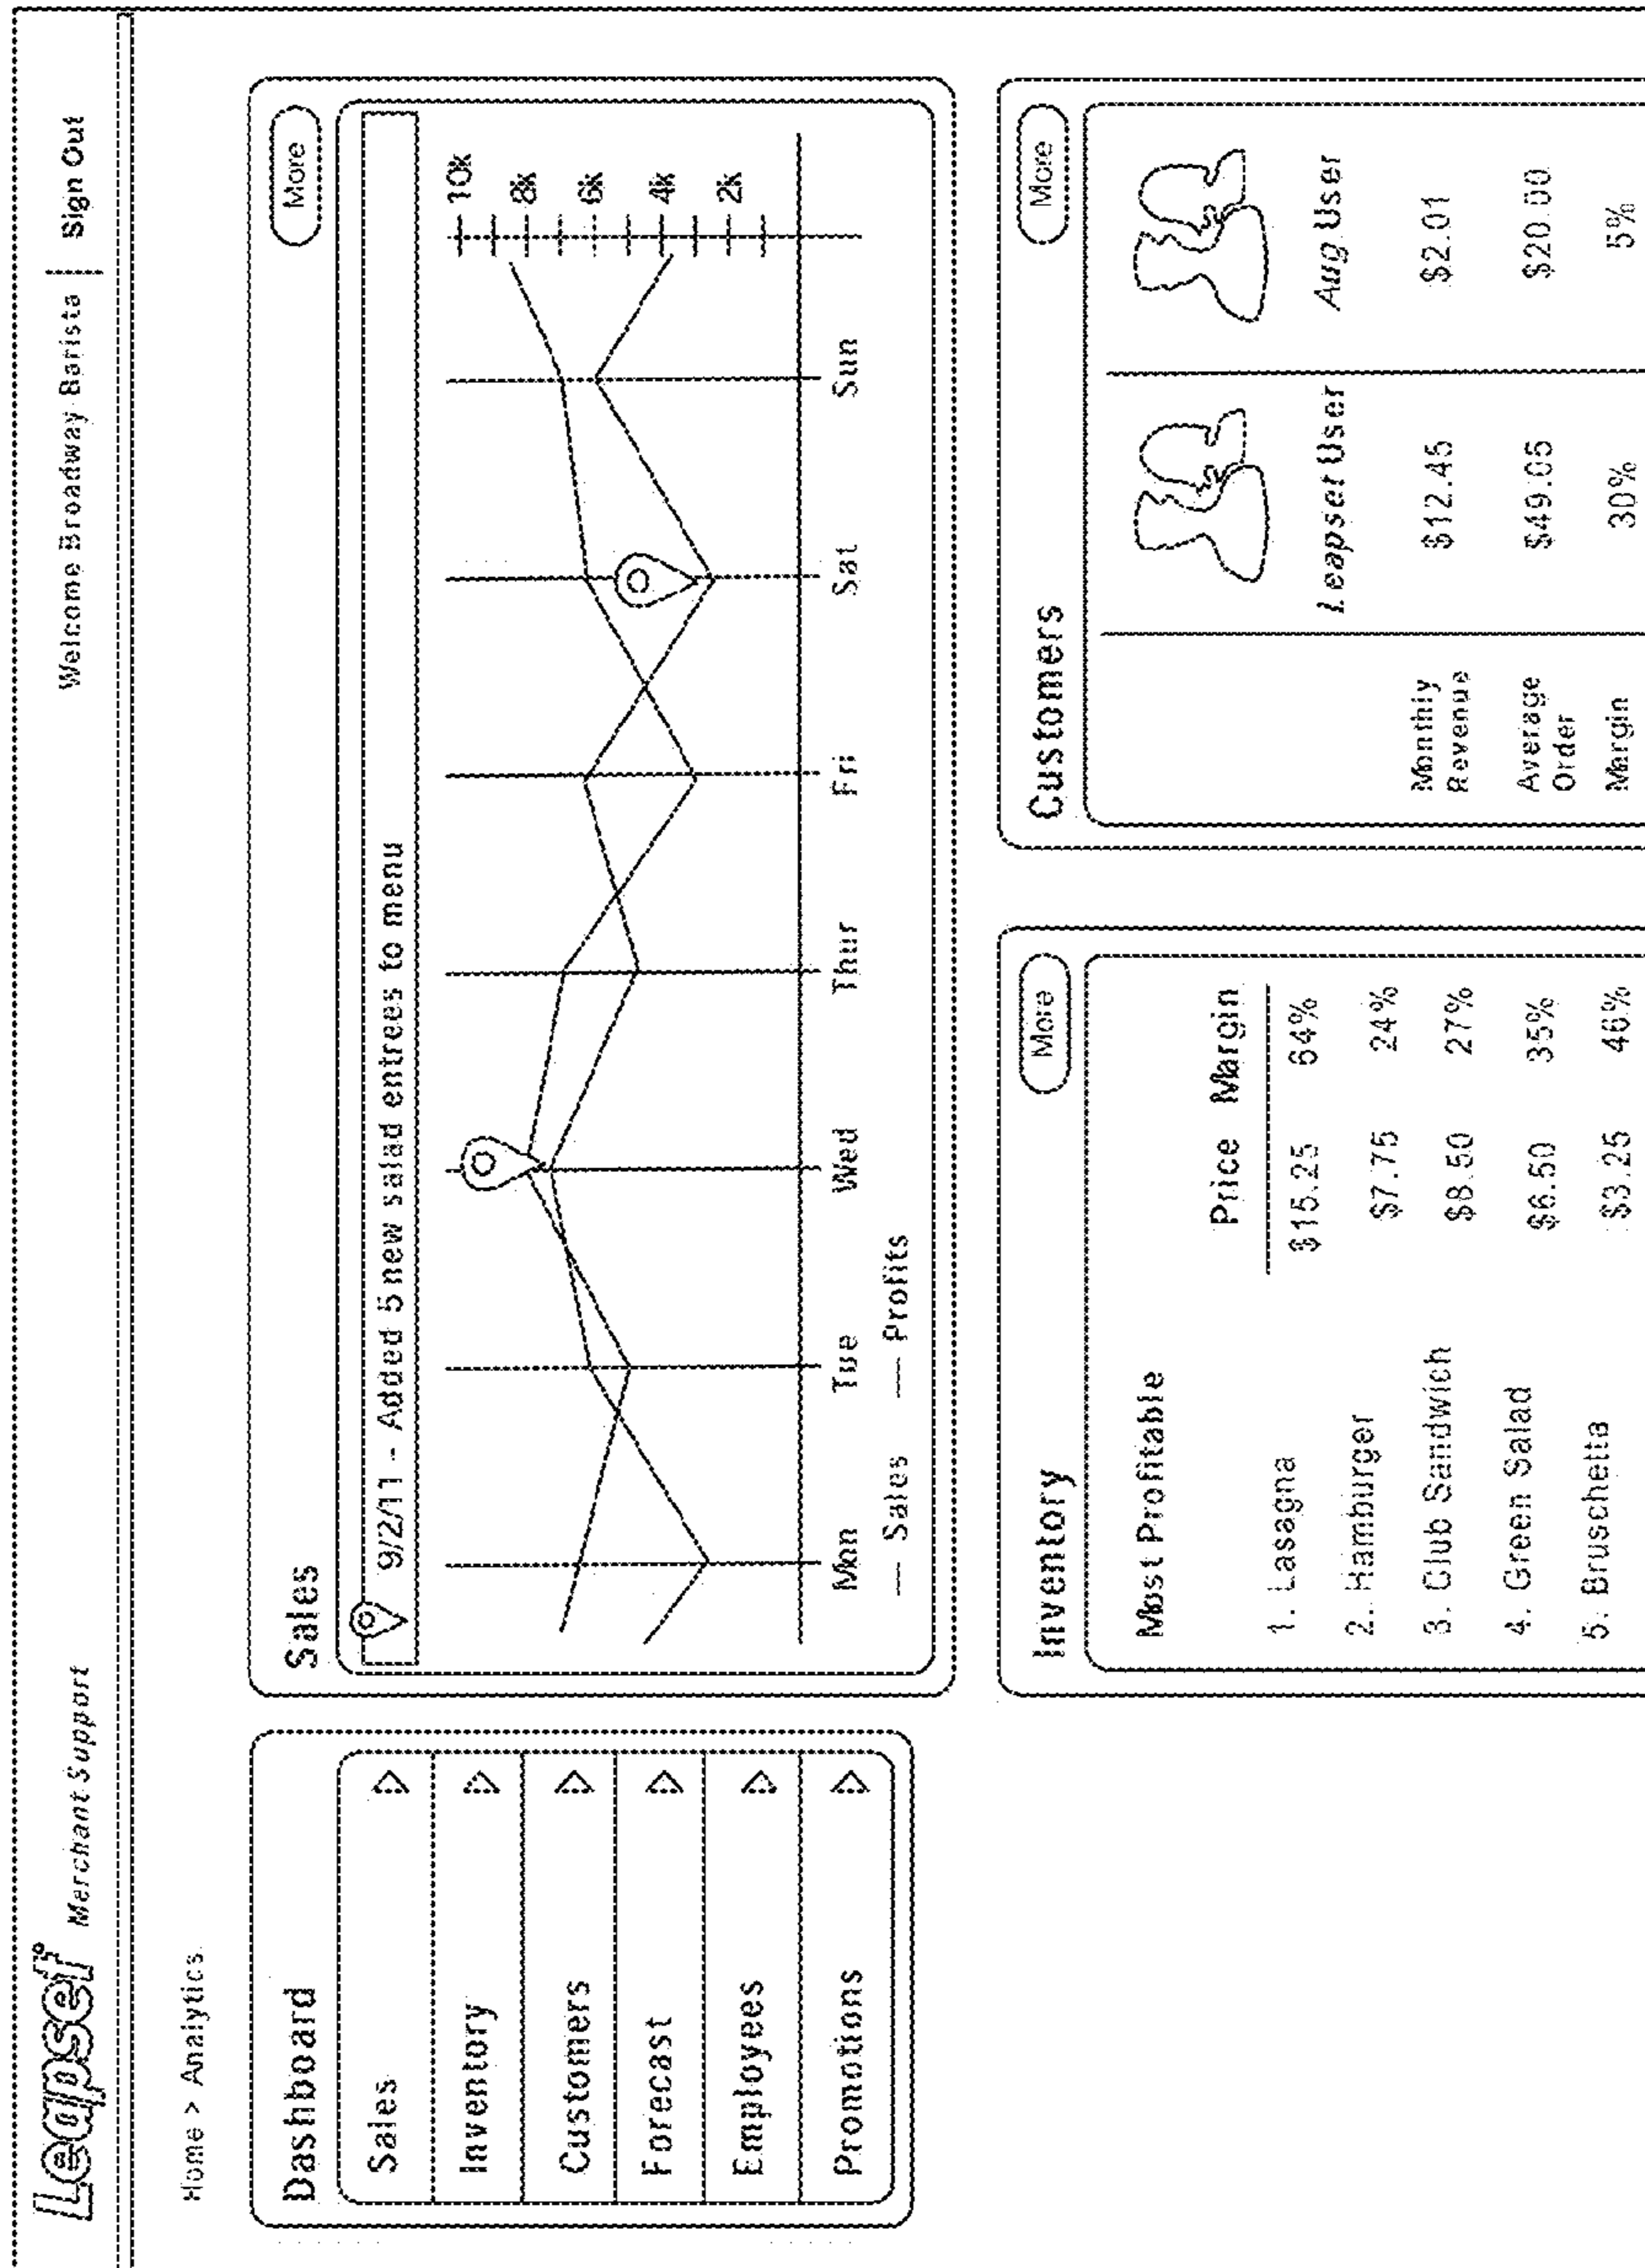 Leapset® Merchant Support Welcome Broadway Barista | Sign Out
Home > Analytics
Dashboard
Sales
Inventory
Customers
Forecast
Employees
Promotions
Sales More
9/2/11 - Added 5 new salad entrees to menu
10k
8k
6k
4k
2k
Mon Tue Wed Thur Fri Sat Sun
— Sales — Profits
Inventory More
Most Profitable
Price Margin
1. Lasagna $15.25 64%
2. Hamburger $7.75 24%
3. Club Sandwich $8.50 27%
4. Green Salad $6.50 35%
5. Bruschetta $3.25 46%
Customers More
Leapset User Aug User
Monthly
Revenue $12.45 $2.01
Average
Order $49.05 $20.00
Margin 30% 5%